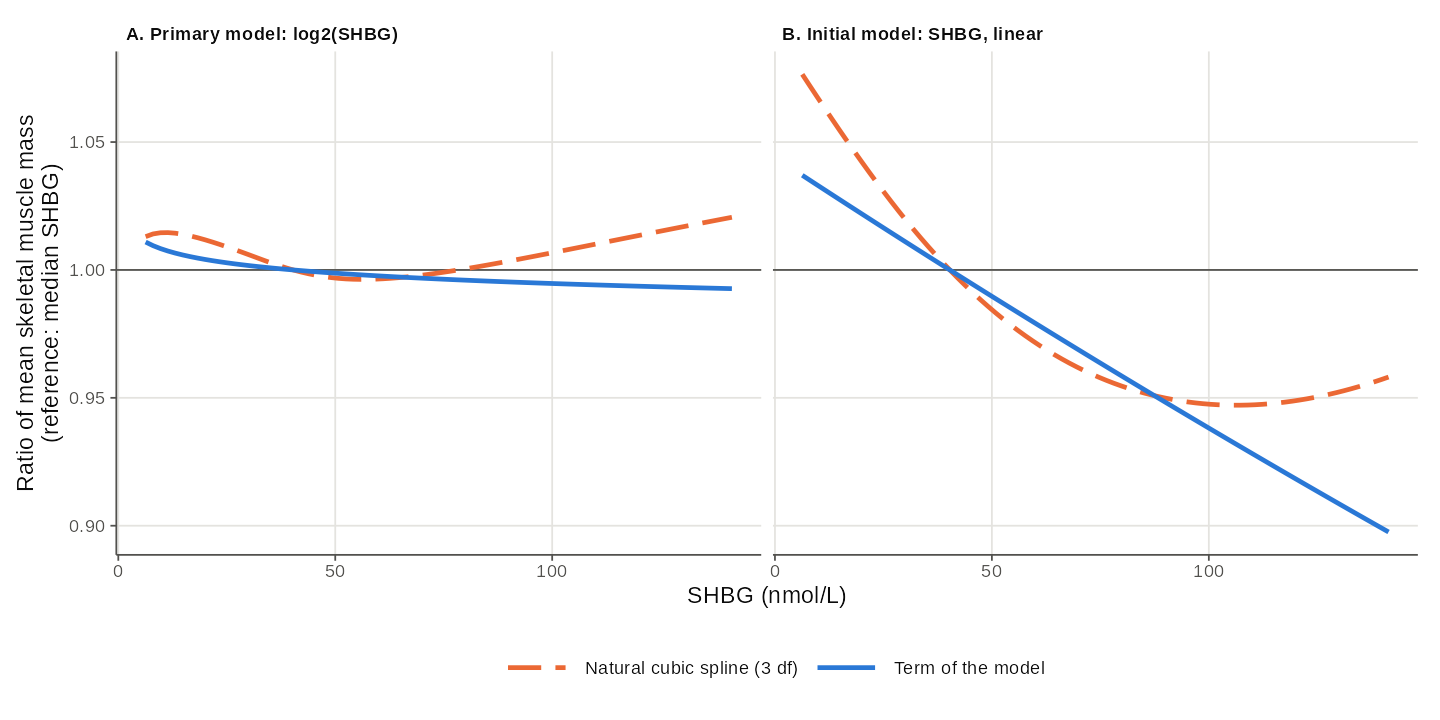 A. Primary model: log2(SHBG)
B. Initial model: SHBG, linear
Ratio of mean skeletal muscle mass
(reference: median SHBG)
1.05
1.00
0.95
0.90
0
50
100
0
50
100
SHBG (nmol/L)
Natural cubic spline (3 df)
Term of the model